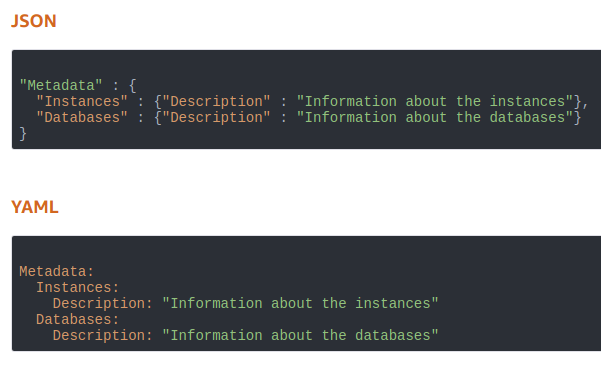 JSON
"Metadata" : {
  "Instances" : {"Description" : "Information about the instances"},
  "Databases" : {"Description" : "Information about the databases"}
}
YAML
Metadata:
  Instances:
    Description: "Information about the instances"
  Databases:
    Description: "Information about the databases"